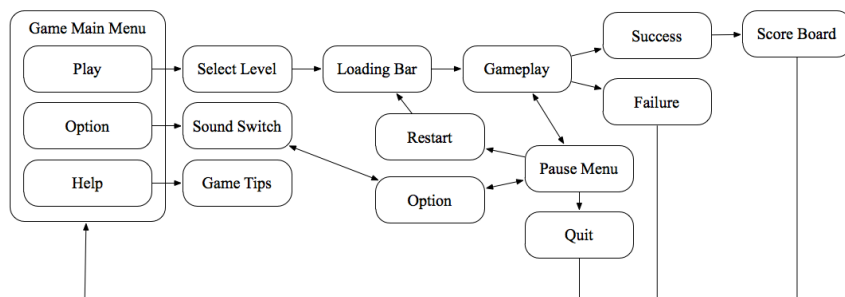 Game Main Menu
Play
Select Level
Loading Bar
Gameplay
Success
Score Board
Failure
Option
Sound Switch
Restart
Help
Game Tips
Option
Pause Menu
Quit